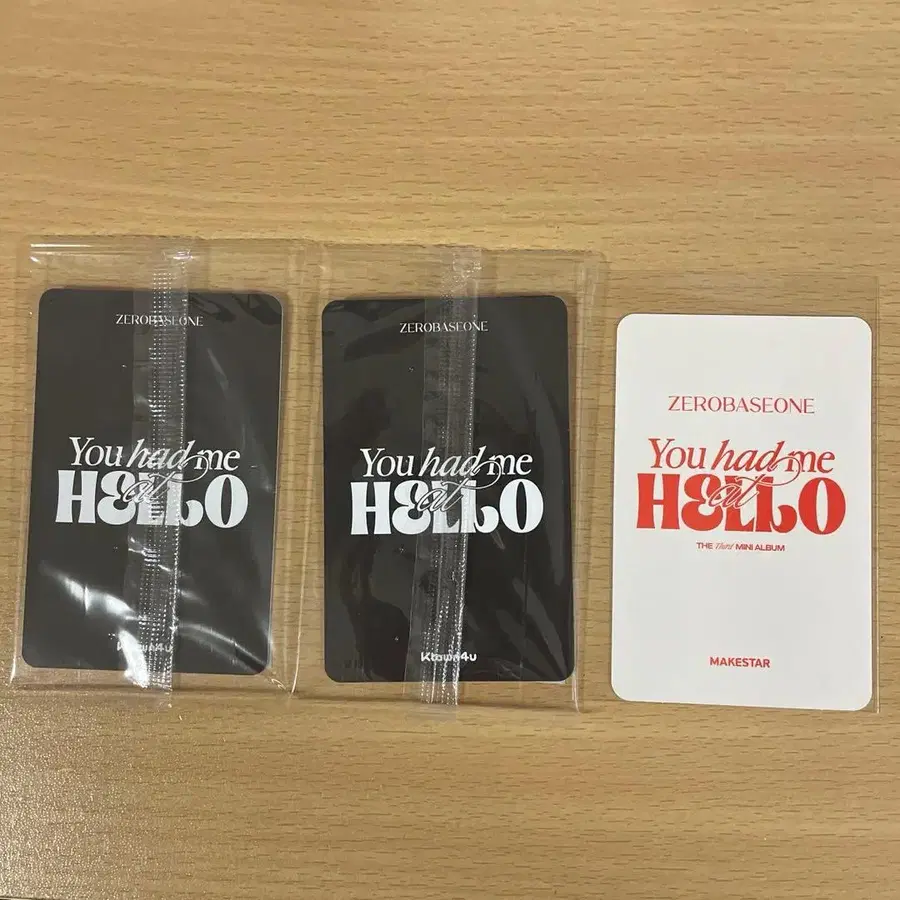 ZEROBASEONE
You had me
at
HELLO
Ktown4u
ZEROBASEONE
You had me
at
HELLO
Ktown4u
ZEROBASEONE
You had me
at
HELLO
THE Third MINI ALBUM
MAKESTAR